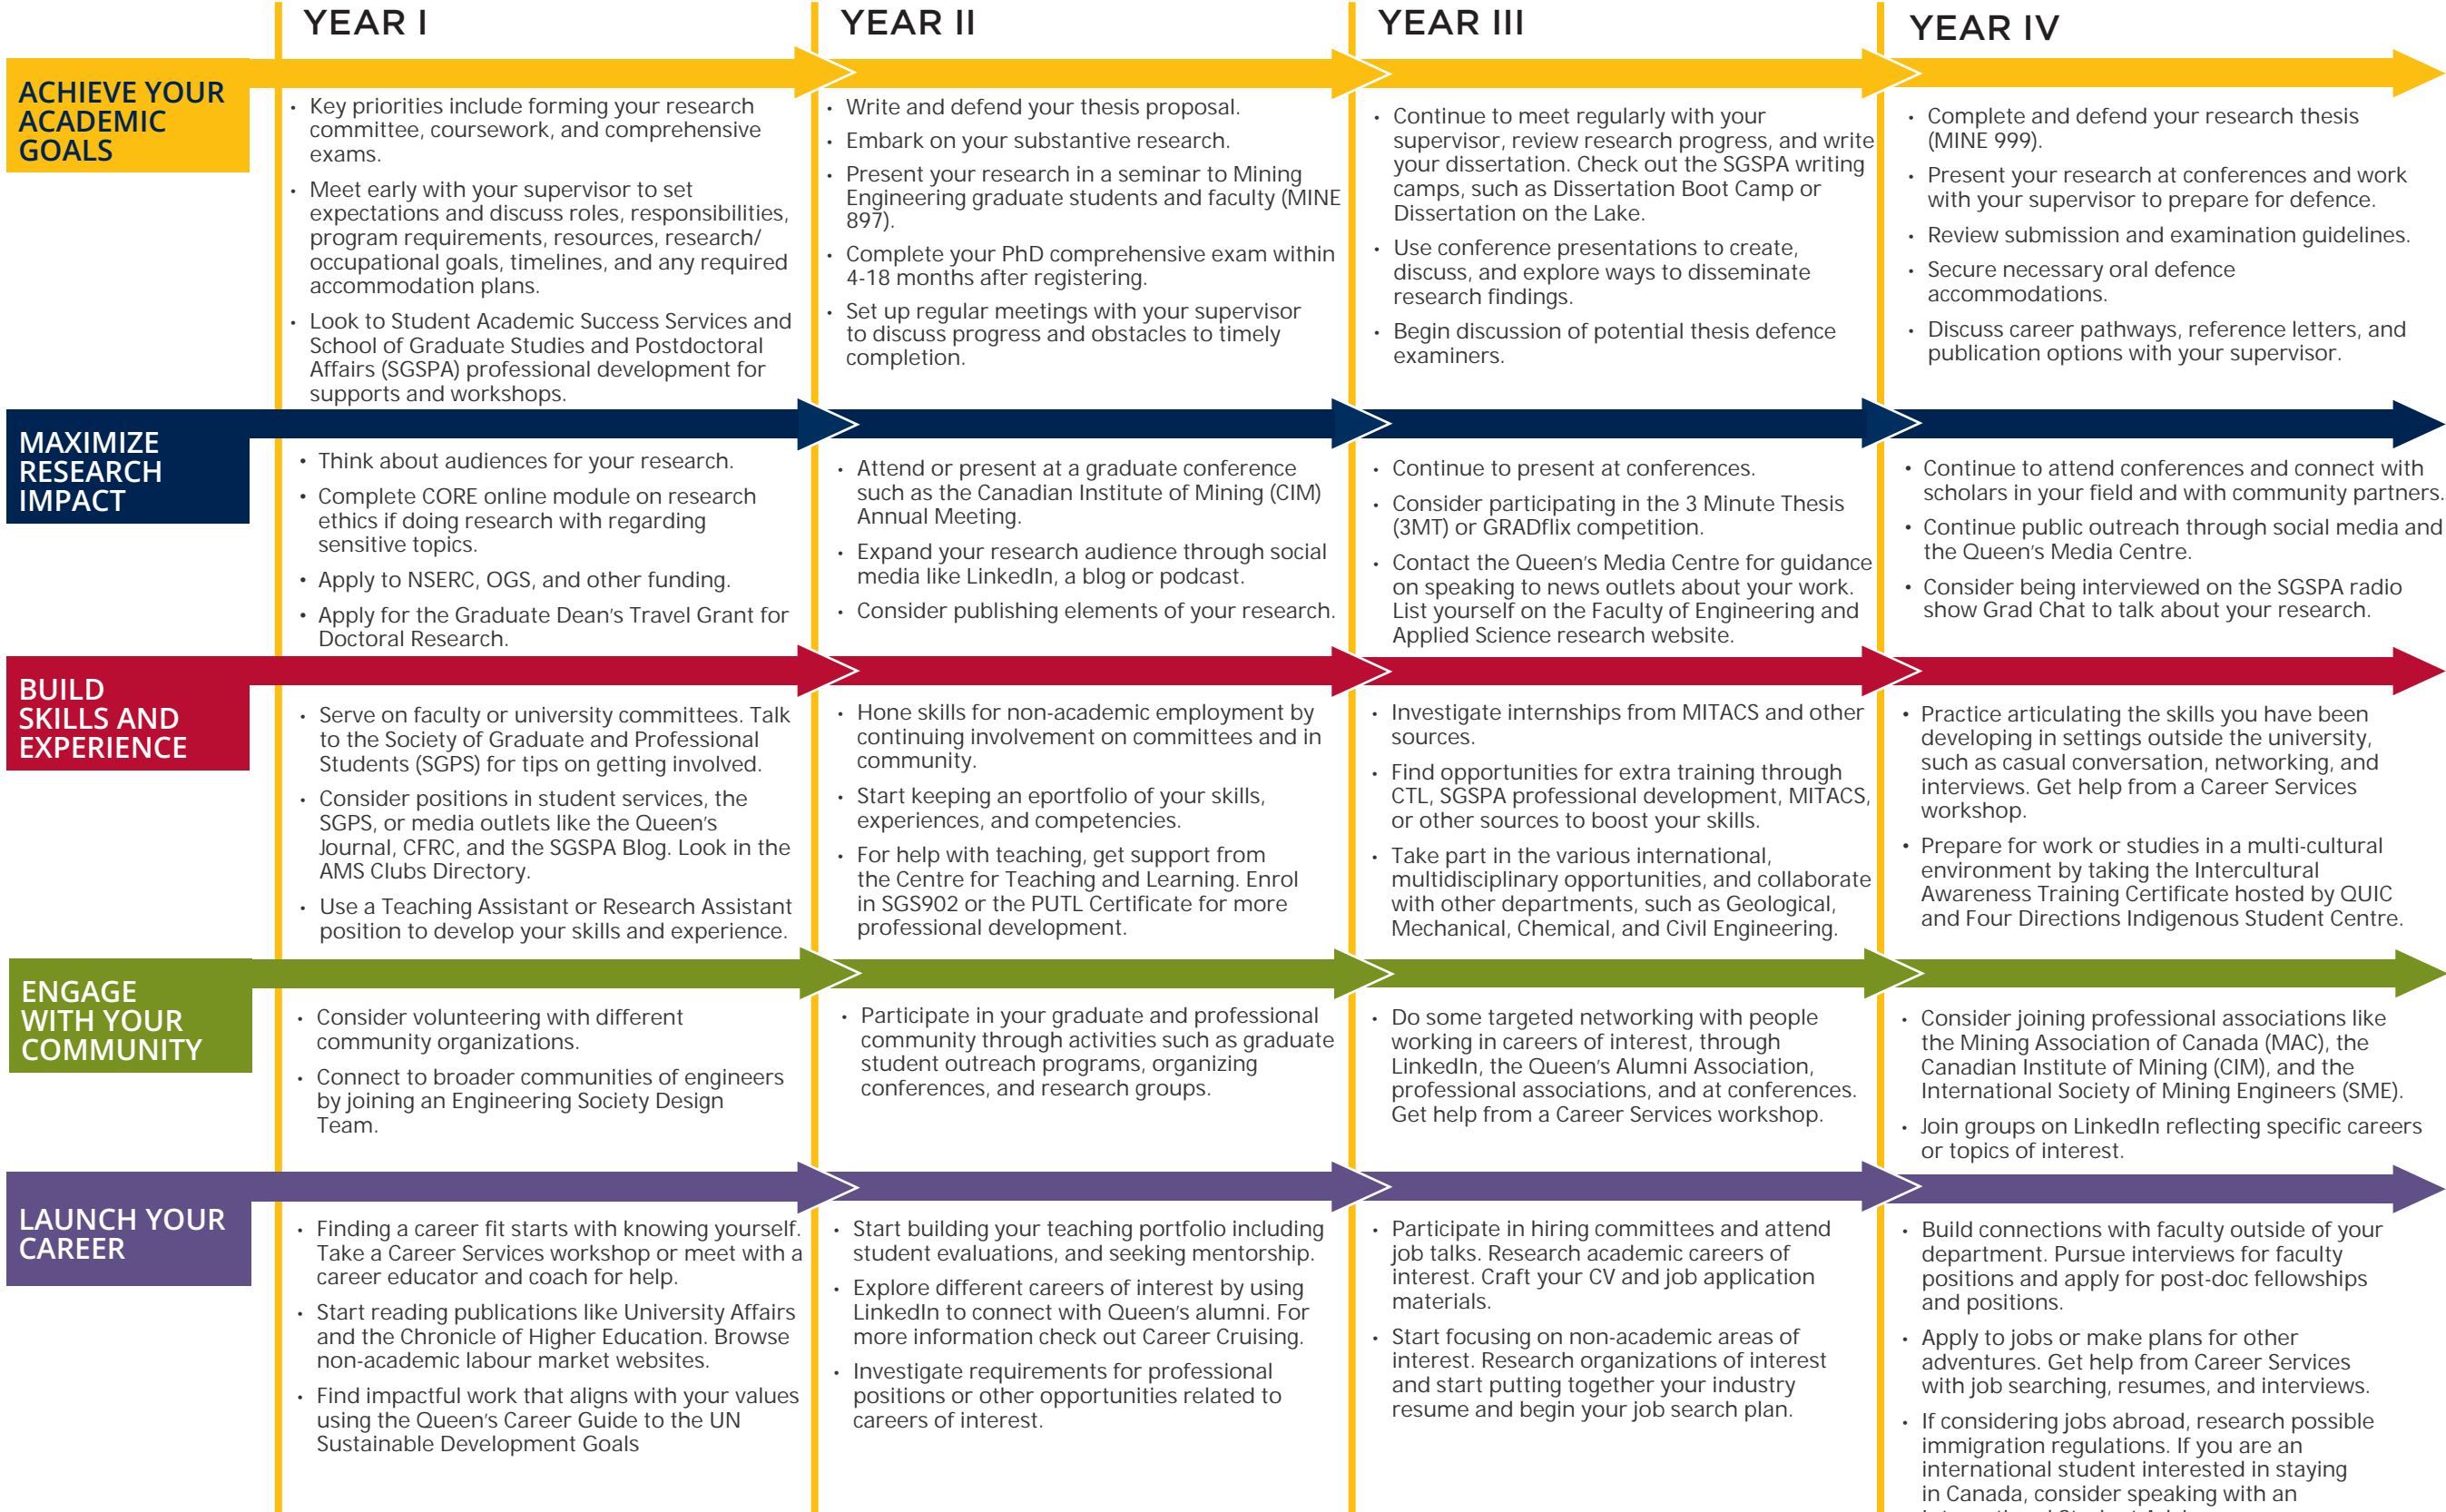 YEAR I
YEAR II
YEAR III
YEAR IV
ACHIEVE YOUR
ACADEMIC
GOALS
• Key priorities include forming your research
committee, coursework, and comprehensive
exams.
• Meet early with your supervisor to set
expectations and discuss roles, responsibilities,
program requirements, resources, research/
occupational goals, timelines, and any required
accommodation plans.
• Look to Student Academic Success Services and
School of Graduate Studies and Postdoctoral
Affairs (SGSPA) professional development for
supports and workshops.
• Write and defend your thesis proposal.
• Embark on your substantive research.
• Present your research in a seminar to Mining
Engineering graduate students and faculty (MINE
897).
• Complete your PhD comprehensive exam within
4-18 months after registering.
• Set up regular meetings with your supervisor
to discuss progress and obstacles to timely
completion.
• Continue to meet regularly with your
supervisor, review research progress, and write
your dissertation. Check out the SGSPA writing
camps, such as Dissertation Boot Camp or
Dissertation on the Lake.
• Use conference presentations to create,
discuss, and explore ways to disseminate
research findings.
• Begin discussion of potential thesis defence
examiners.
• Complete and defend your research thesis
(MINE 999).
• Present your research at conferences and work
with your supervisor to prepare for defence.
• Review submission and examination guidelines.
• Secure necessary oral defence
accommodations.
• Discuss career pathways, reference letters, and
publication options with your supervisor.
MAXIMIZE
RESEARCH
IMPACT
• Think about audiences for your research.
• Complete CORE online module on research
ethics if doing research with regarding
sensitive topics.
• Apply to NSERC, OGS, and other funding.
• Apply for the Graduate Dean's Travel Grant for
Doctoral Research.
• Attend or present at a graduate conference
such as the Canadian Institute of Mining (CIM)
Annual Meeting.
• Expand your research audience through social
media like LinkedIn, a blog or podcast.
• Consider publishing elements of your research.
• Continue to present at conferences.
• Consider participating in the 3 Minute Thesis
(3MT) or GRADflix competition.
• Contact the Queen's Media Centre for guidance
on speaking to news outlets about your work.
List yourself on the Faculty of Engineering and
Applied Science research website.
• Continue to attend conferences and connect with
scholars in your field and with community partners.
• Continue public outreach through social media and
the Queen's Media Centre.
• Consider being interviewed on the SGSPA radio
show Grad Chat to talk about your research.
BUILD
SKILLS AND
EXPERIENCE
• Serve on faculty or university committees. Talk
to the Society of Graduate and Professional
Students (SGPS) for tips on getting involved.
• Consider positions in student services, the
SGPS, or media outlets like the Queen's
Journal, CFRC, and the SGSPA Blog. Look in the
AMS Clubs Directory.
• Use a Teaching Assistant or Research Assistant
position to develop your skills and experience.
• Hone skills for non-academic employment by
continuing involvement on committees and in
community.
• Start keeping an eportfolio of your skills,
experiences, and competencies.
• For help with teaching, get support from
the Centre for Teaching and Learning. Enrol
in SGS902 or the PUTL Certificate for more
professional development.
• Investigate internships from MITACS and other
sources.
• Find opportunities for extra training through
CTL, SGSPA professional development, MITACS,
or other sources to boost your skills.
• Take part in the various international,
multidisciplinary opportunities, and collaborate
with other departments, such as Geological,
Mechanical, Chemical, and Civil Engineering.
• Practice articulating the skills you have been
developing in settings outside the university,
such as casual conversation, networking, and
interviews. Get help from a Career Services
workshop.
• Prepare for work or studies in a multi-cultural
environment by taking the Intercultural
Awareness Training Certificate hosted by QUIC
and Four Directions Indigenous Student Centre.
ENGAGE
WITH YOUR
COMMUNITY
• Consider volunteering with different
community organizations.
• Connect to broader communities of engineers
by joining an Engineering Society Design
Team.
• Participate in your graduate and professional
community through activities such as graduate
student outreach programs, organizing
conferences, and research groups.
• Do some targeted networking with people
working in careers of interest, through
LinkedIn, the Queen's Alumni Association,
professional associations, and at conferences.
Get help from a Career Services workshop.
• Consider joining professional associations like
the Mining Association of Canada (MAC), the
Canadian Institute of Mining (CIM), and the
International Society of Mining Engineers (SME).
• Join groups on LinkedIn reflecting specific careers
or topics of interest.
LAUNCH YOUR
CAREER
• Finding a career fit starts with knowing yourself.
Take a Career Services workshop or meet with a
career educator and coach for help.
• Start reading publications like University Affairs
and the Chronicle of Higher Education. Browse
non-academic labour market websites.
• Find impactful work that aligns with your values
using the Queen's Career Guide to the UN
Sustainable Development Goals
• Start building your teaching portfolio including
student evaluations, and seeking mentorship.
• Explore different careers of interest by using
LinkedIn to connect with Queen's alumni. For
more information check out Career Cruising.
• Investigate requirements for professional
positions or other opportunities related to
careers of interest.
• Participate in hiring committees and attend
job talks. Research academic careers of
interest. Craft your CV and job application
materials.
• Start focusing on non-academic areas of
interest. Research organizations of interest
and start putting together your industry
resume and begin your job search plan.
• Build connections with faculty outside of your
department. Pursue interviews for faculty
positions and apply for post-doc fellowships
and positions.
• Apply to jobs or make plans for other
adventures. Get help from Career Services
with job searching, resumes, and interviews.
• If considering jobs abroad, research possible
immigration regulations. If you are an
international student interested in staying
in Canada, consider speaking with an